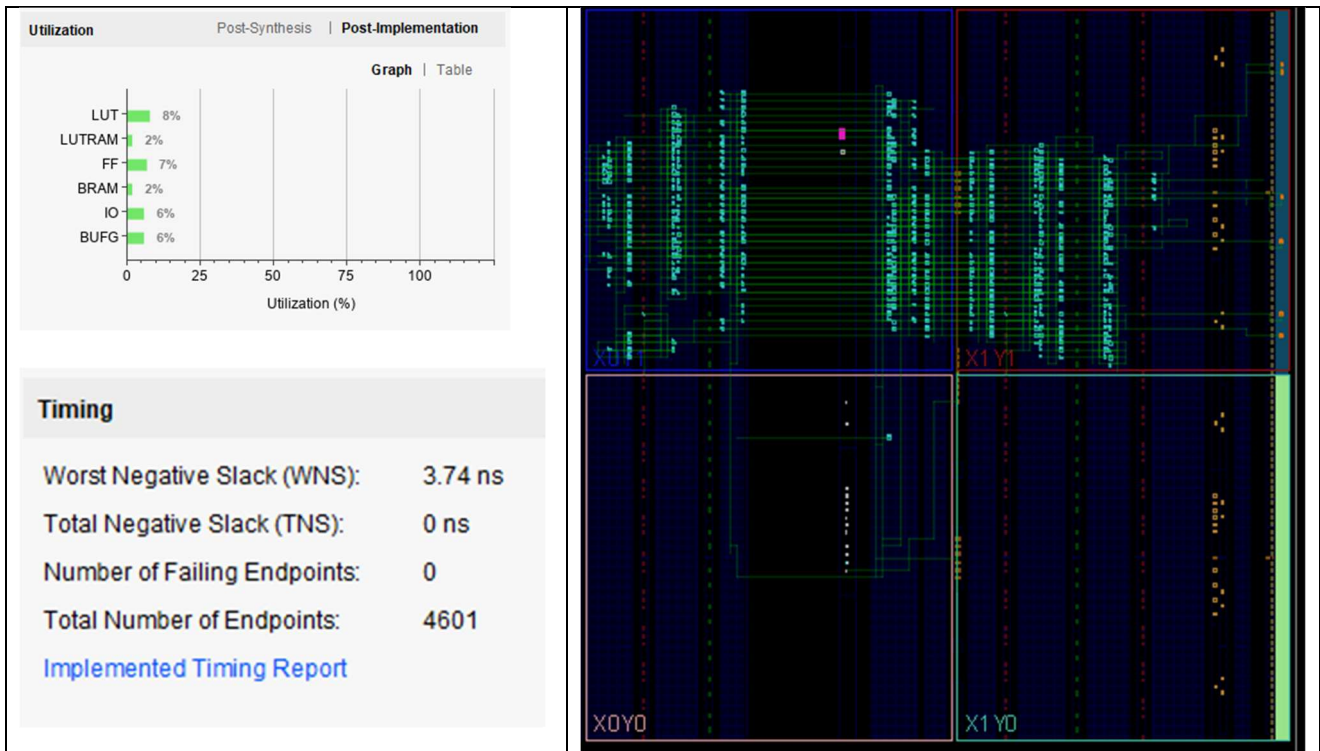 Utilization Post-Synthesis | Post-Implementation
Graph | Table
LUT 8%
LUTRAM 2%
FF 7%
BRAM 2%
IO 6%
BUFG 6%
0 25 50 75 100
Utilization (%)
Timing
Worst Negative Slack (WNS): 3.74 ns
Total Negative Slack (TNS): 0 ns
Number of Failing Endpoints: 0
Total Number of Endpoints: 4601
Implemented Timing Report
X0Y1
X1Y1
X0Y0
X1Y0